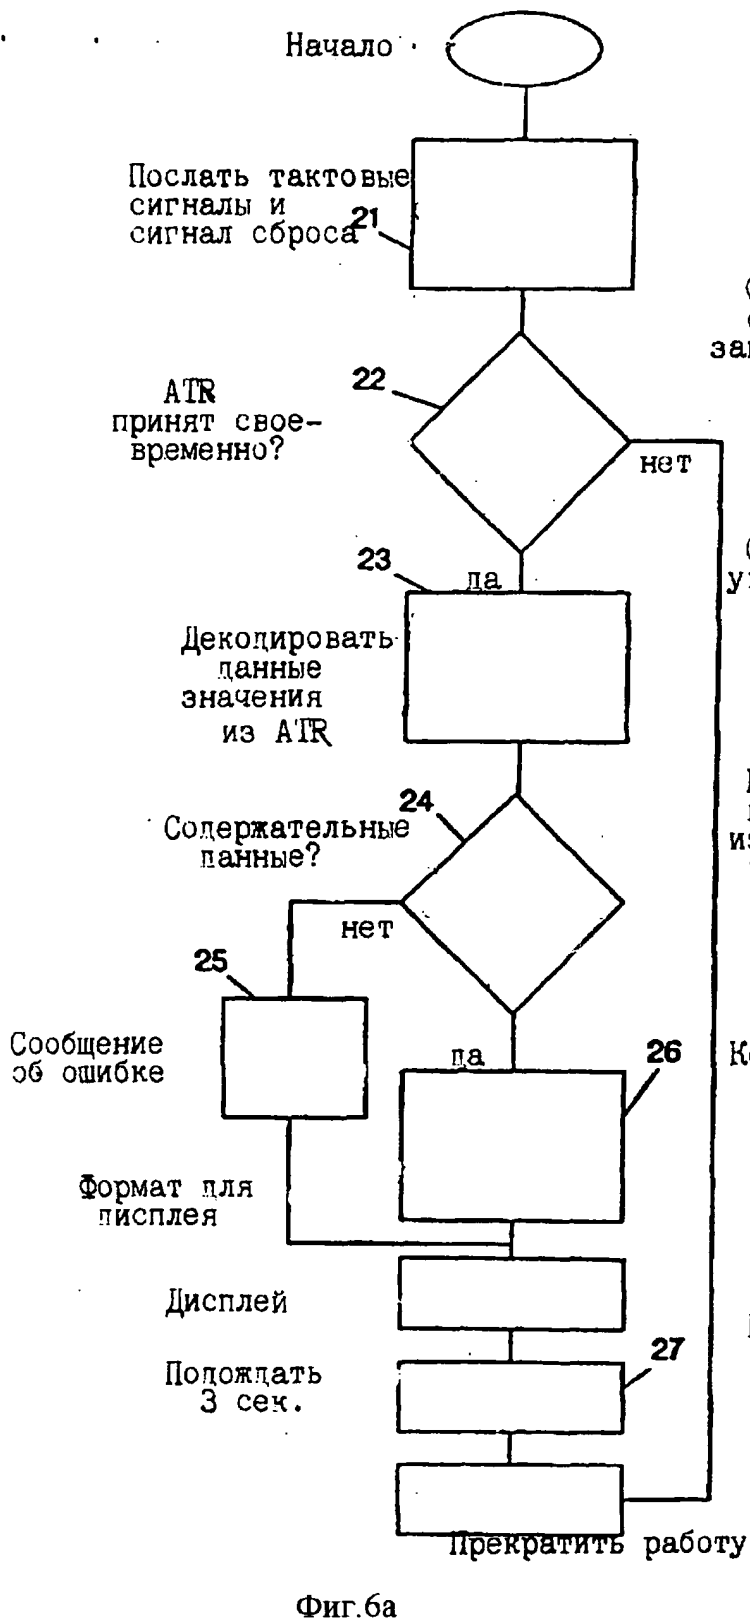 Начало
Послать тактовые
сигналы и
сигнал сброса
21
22
ATR
принят свое-
временно?
нет
23
да
Декодировать
данные
значения
из ATR
24
Содержательные
данные?
нет
25
Сообщение
об ошибке
да
26
Формат для
дисплея
Дисплей
27
Подождать
3 сек.
Прекратить работу
Фиг.6а